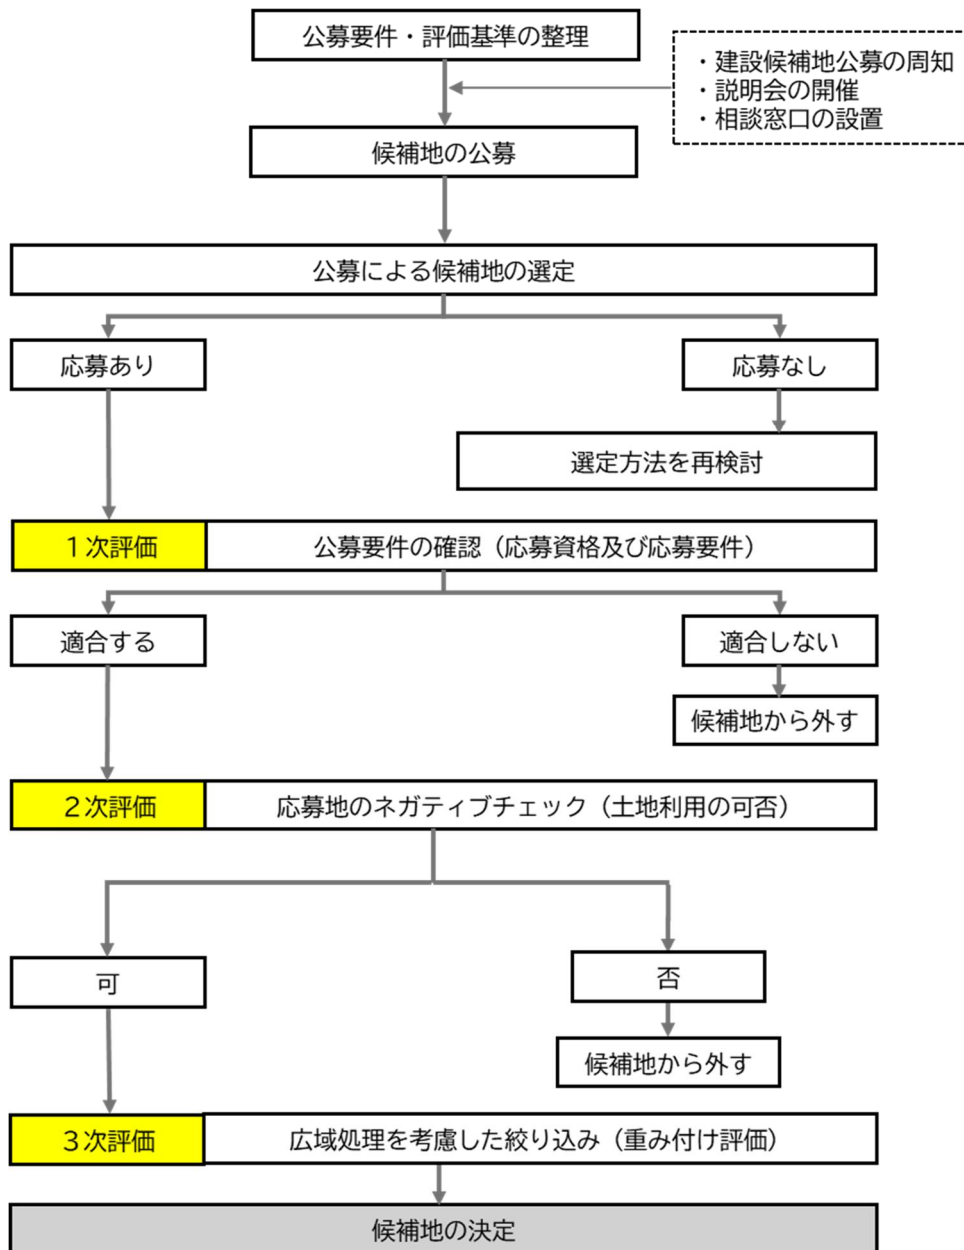 公募要件・評価基準の整理
・建設候補地公募の周知
・説明会の開催
・相談窓口の設置
候補地の公募
公募による候補地の選定
応募あり
応募なし
選定方法を再検討
１次評価
公募要件の確認（応募資格及び応募要件）
適合する
適合しない
候補地から外す
２次評価
応募地のネガティブチェック（土地利用の可否）
可
否
候補地から外す
３次評価
広域処理を考慮した絞り込み（重み付け評価）
候補地の決定